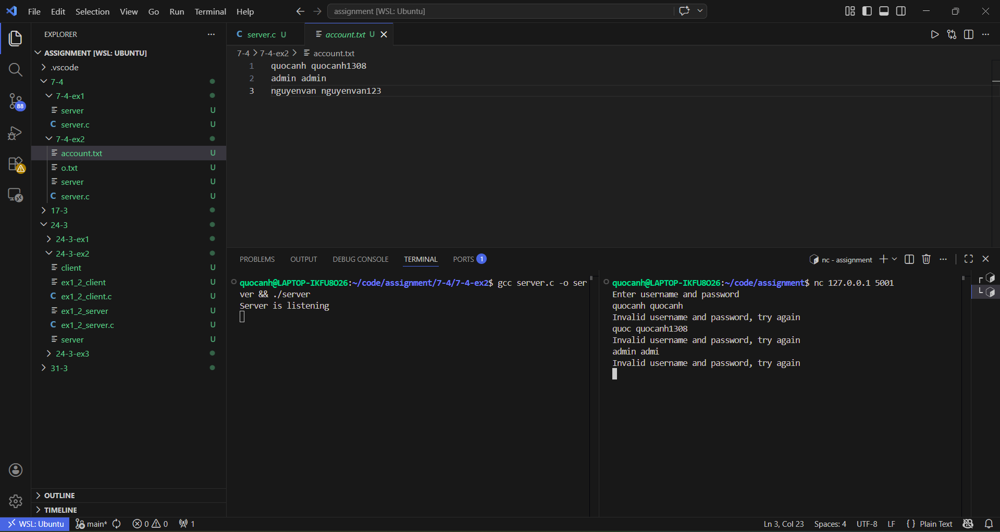 File Edit Selection View Go Run Terminal Help
assignment [WSL: Ubuntu]
EXPLORER
ASSIGNMENT [WSL: UBUNTU]
.vscode
7-4
7-4-ex1
server U
C server.c U
7-4-ex2
account.txt U
o.txt U
server U
C server.c U
17-3
24-3
24-3-ex1
24-3-ex2
client U
ex1_2_client U
C ex1_2_client.c U
ex1_2_server U
C ex1_2_server.c U
server U
24-3-ex3
31-3
OUTLINE
TIMELINE
88
C server.c U
account.txt U
7-4 > 7-4-ex2 > account.txt
1 quocanh quocanh1308
2 admin admin
3 nguyenvan nguyenvan123
PROBLEMS OUTPUT DEBUG CONSOLE TERMINAL PORTS 1
nc - assignment
quocanh@LAPTOP-IKFU8O26:~/code/assignment/7-4/7-4-ex2$ gcc server.c -o ser
ver && ./server
Server is listening
quocanh@LAPTOP-IKFU8O26:~/code/assignment$ nc 127.0.0.1 5001
Enter username and password
quocanh quocanh
Invalid username and password, try again
quoc quocanh1308
Invalid username and password, try again
admin admi
Invalid username and password, try again
WSL: Ubuntu main* 0 0 1
Ln 3, Col 23 Spaces: 4 UTF-8 LF {} Plain Text